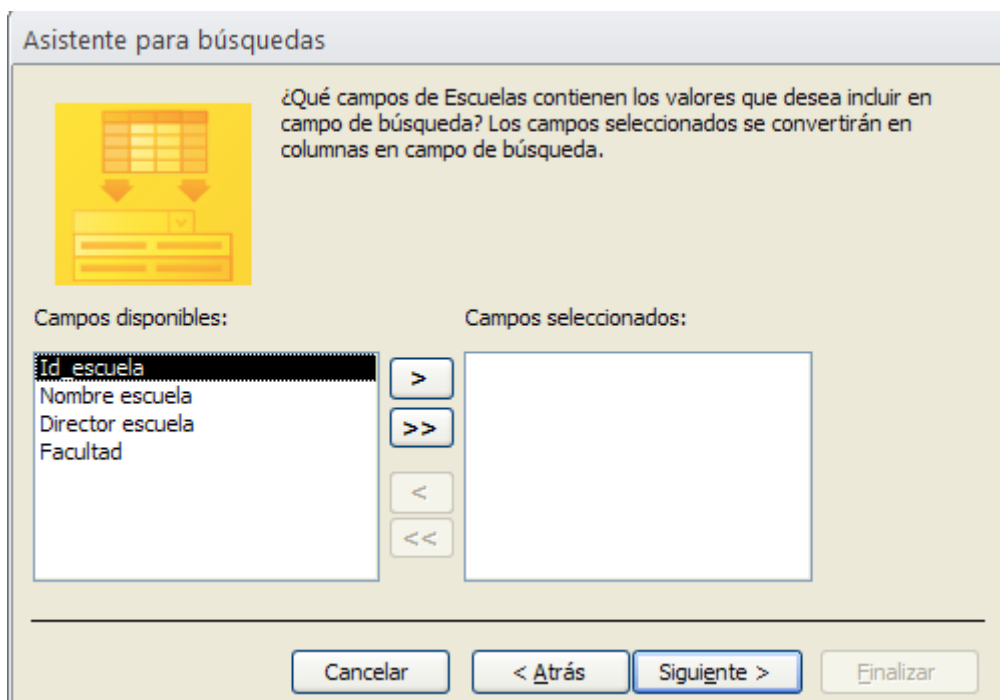 Asistente para búsquedas
¿Qué campos de Escuelas contienen los valores que desea incluir en
campo de búsqueda? Los campos seleccionados se convertirán en
columnas en campo de búsqueda.
Campos disponibles:
Campos seleccionados:
Id_escuela
Nombre escuela
Director escuela
Facultad
>
>>
<
<<
Cancelar
< Atrás
Siguiente >
Finalizar